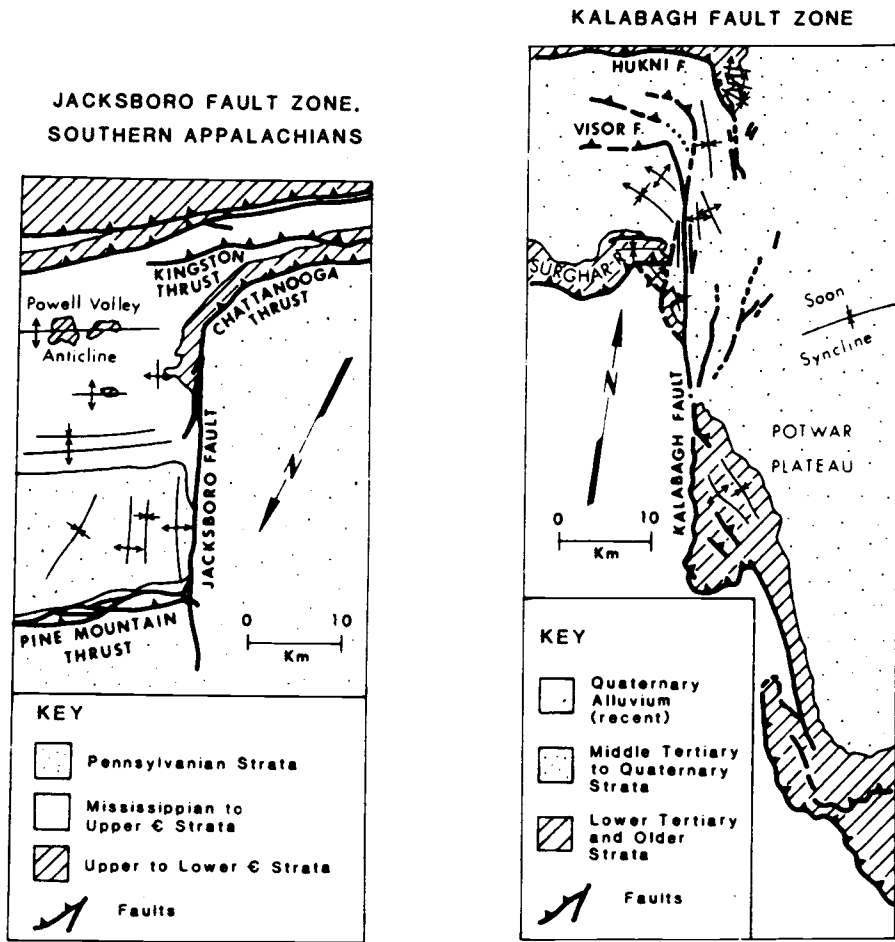 JACKSBORO FAULT ZONE.
SOUTHERN APPALACHIANS
KINGSTON
THRUST
CHATTANOOGA
THRUST
Powell Valley
Anticline
JACKSBORO FAULT
N
PINE MOUNTAIN
THRUST
0 10
Km
KEY
Pennsylvanian Strata
Mississippian to
Upper Є Strata
Upper to Lower Є Strata
Faults
KALABAGH FAULT ZONE
HUKNI F.
VISOR F.
SURGHAR R.
Soan
Syncline
KALABAGH FAULT
POTWAR
PLATEAU
N
0 10
Km
KEY
Quaternary
Alluvium
(recent)
Middle Tertiary
to Quaternary
Strata
Lower Tertiary
and Older
Strata
Faults